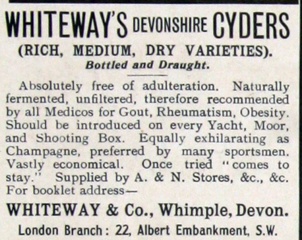 WHITEWAY'S DEVONSHIRE CYDERS
(RICH, MEDIUM, DRY VARIETIES).
Bottled and Draught.
Absolutely free of adulteration. Naturally
fermented, unfiltered, therefore recommended
by all Medicos for Gout, Rheumatism, Obesity.
Should be introduced on every Yacht, Moor,
and Shooting Box. Equally exhilarating as
Champagne, preferred by many sportsmen.
Vastly economical. Once tried "comes to
stay." Supplied by A. & N. Stores, &c., &c.
For booklet address—
WHITEWAY & Co., Whimple, Devon.
London Branch: 22, Albert Embankment, S.W.